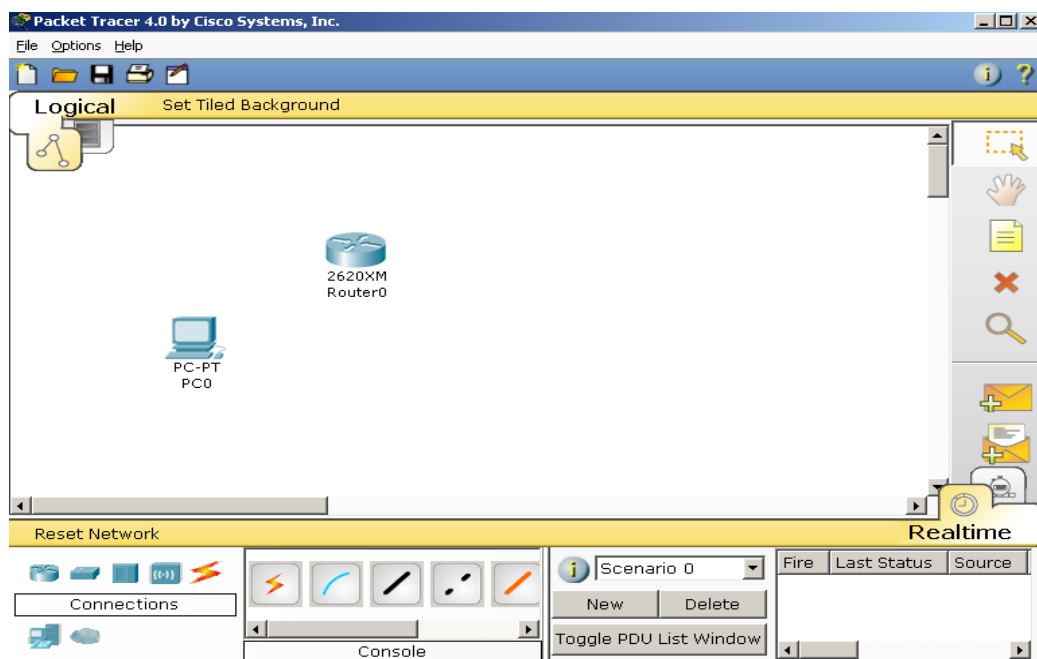 Packet Tracer 4.0 by Cisco Systems, Inc.
File Options Help
Logical Set Tiled Background
2620XM
Router0
PC-PT
PC0
Reset Network
Realtime
Connections
Console
Scenario 0
New Delete
Toggle PDU List Window
Fire Last Status Source